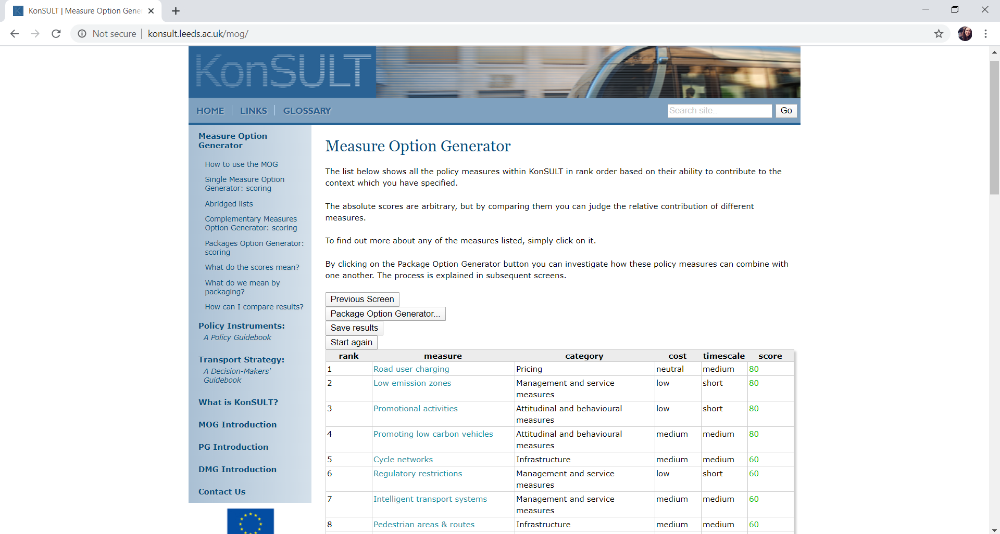 KonSULT | Measure Option Gene
Not secure | konsult.leeds.ac.uk/mog/
KonSULT
HOME
LINKS
GLOSSARY
Search site..
Go
Measure Option
Generator
How to use the MOG
Single Measure Option
Generator: scoring
Abridged lists
Complementary Measures
Option Generator: scoring
Packages Option Generator:
scoring
What do the scores mean?
What do we mean by
packaging?
How can I compare results?
Policy Instruments:
A Policy Guidebook
Transport Strategy:
A Decision-Makers'
Guidebook
What is KonSULT?
MOG Introduction
PG Introduction
DMG Introduction
Contact Us
Measure Option Generator
The list below shows all the policy measures within KonSULT in rank order based on their ability to contribute to the
context which you have specified.
The absolute scores are arbitrary, but by comparing them you can judge the relative contribution of different
measures.
To find out more about any of the measures listed, simply click on it.
By clicking on the Package Option Generator button you can investigate how these policy measures can combine with
one another. The process is explained in subsequent screens.
Previous Screen
Package Option Generator...
Save results
Start again
rank measure category cost timescale score
1 Road user charging Pricing neutral medium 80
2 Low emission zones Management and service low short 80
measures
3 Promotional activities Attitudinal and behavioural low short 80
measures
4 Promoting low carbon vehicles Attitudinal and behavioural medium medium 80
measures
5 Cycle networks Infrastructure medium medium 60
6 Regulatory restrictions Management and service low short 60
measures
7 Intelligent transport systems Management and service medium medium 60
measures
8 Pedestrian areas & routes Infrastructure medium medium 60